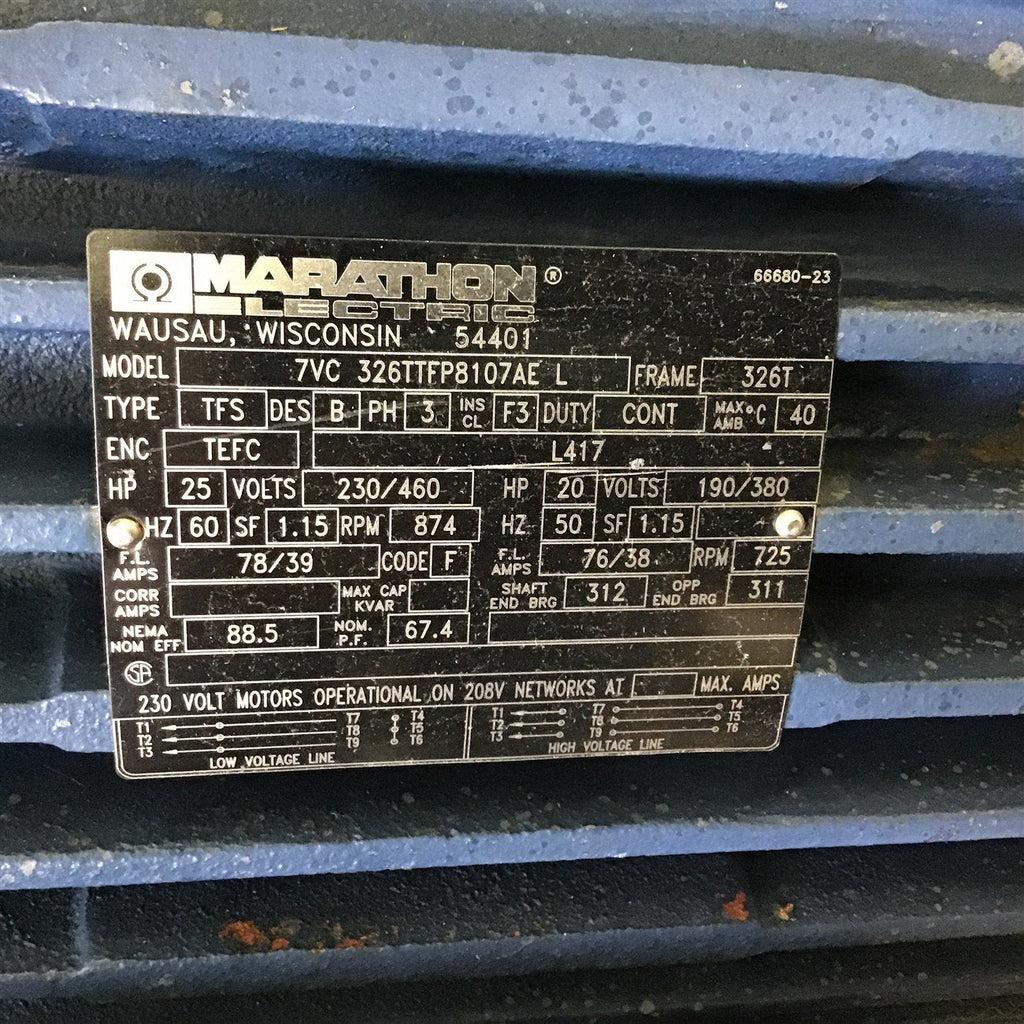 MARATHON®
ELECTRIC
66680-23
WAUSAU, WISCONSIN 54401
MODEL 7VC 326TTFP8107AE L FRAME 326T
TYPE TFS DES B PH 3 INS CL F3 DUTY CONT MAX AMB °C 40
ENC TEFC L417
HP 25 VOLTS 230/460 HP 20 VOLTS 190/380
HZ 60 SF 1.15 RPM 874 HZ 50 SF 1.15
F.L. AMPS 78/39 CODE F F.L. AMPS 76/38 RPM 725
CORR AMPS MAX CAP KVAR SHAFT END BRG 312 OPP END BRG 311
NEMA NOM EFF 88.5 NOM. P.F. 67.4
SA
230 VOLT MOTORS OPERATIONAL ON 208V NETWORKS AT MAX. AMPS
T1 T7 T4 T1 T7 T4
T2 T8 T5 T2 T8 T5
T3 T9 T6 T3 T9 T6
LOW VOLTAGE LINE HIGH VOLTAGE LINE